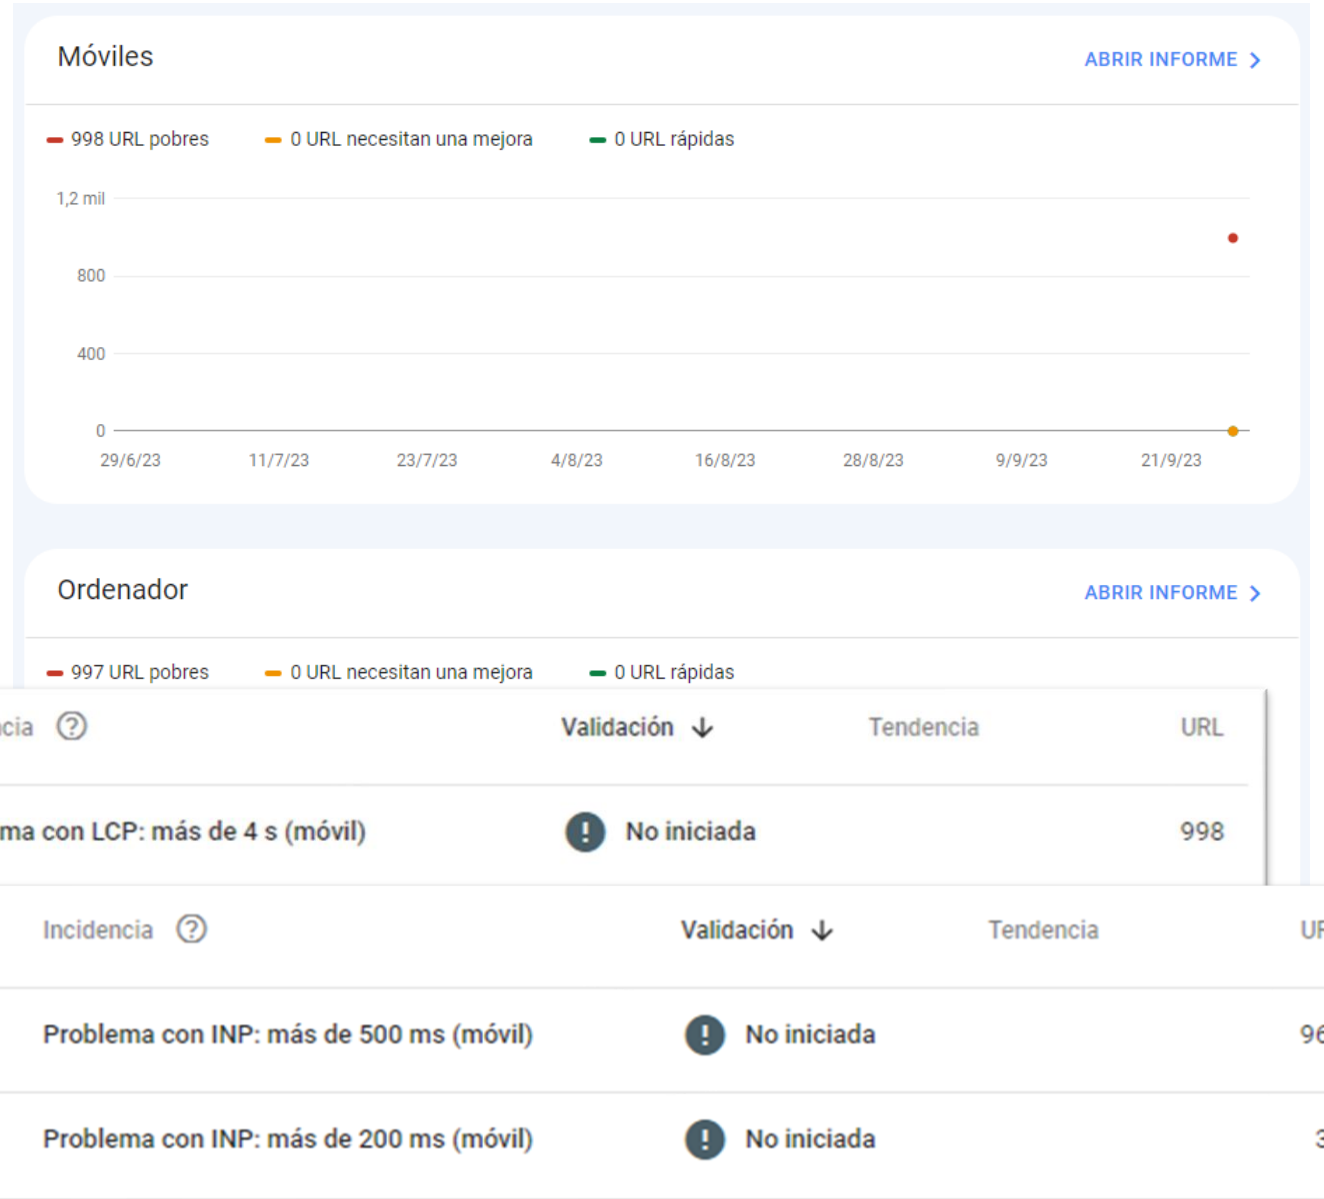 Móviles
ABRIR INFORME
998 URL pobres 0 URL necesitan una mejora 0 URL rápidas
1,2 mil
800
400
0
29/6/23 11/7/23 23/7/23 4/8/23 16/8/23 28/8/23 9/9/23 21/9/23
Ordenador
ABRIR INFORME
997 URL pobres 0 URL necesitan una mejora 0 URL rápidas
cia ? Validación Tendencia URL
ma con LCP: más de 4 s (móvil) ! No iniciada 998
Incidencia ? Validación Tendencia
Problema con INP: más de 500 ms (móvil) ! No iniciada
Problema con INP: más de 200 ms (móvil) ! No iniciada